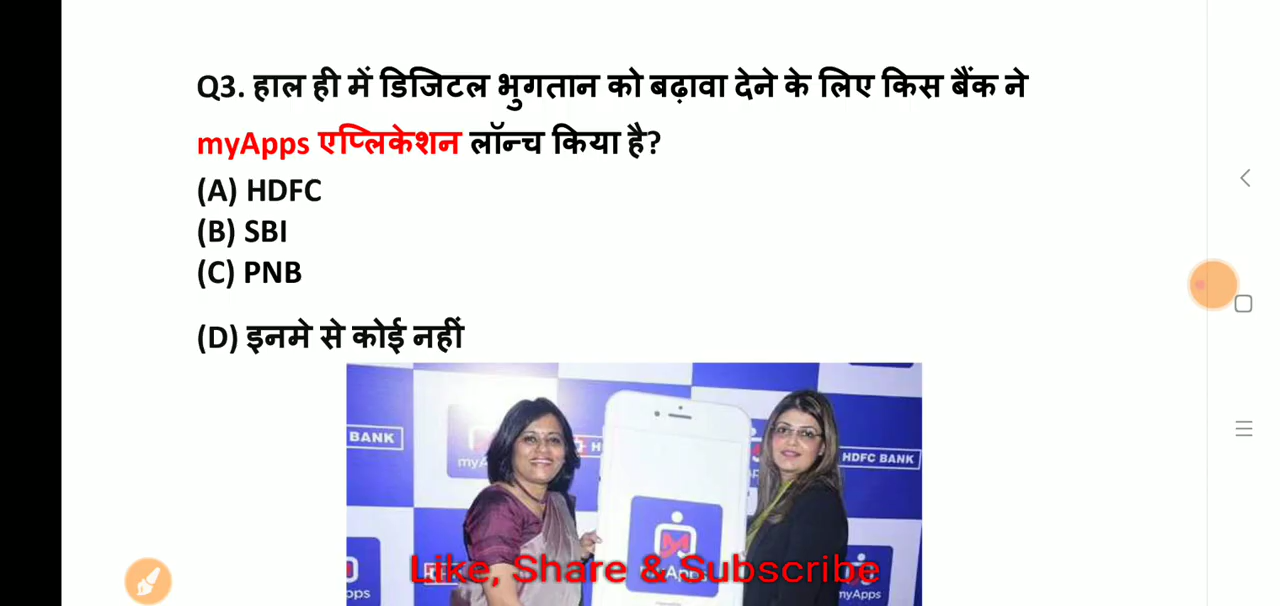 Q3. हाल ही में डिजिटल भुगतान को बढ़ावा देने के लिए किस बैंक ने
myApps एप्लिकेशन लॉन्च किया है?
(A) HDFC
(B) SBI
(C) PNB
(D) इनमे से कोई नहीं
BANK
HDFC BANK
Like, Share & Subscribe
MyApps
myApps